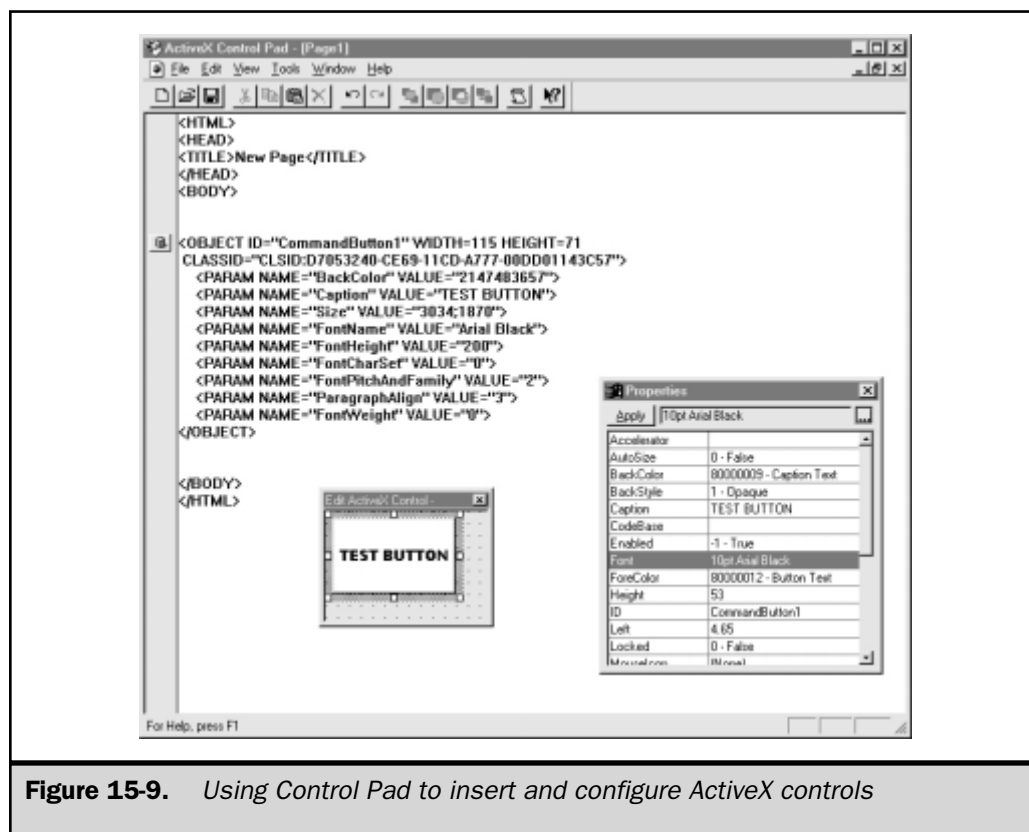 ActiveX Control Pad - [Page1]
File Edit View Tools Window Help
<HTML>
<HEAD>
<TITLE>New Page</TITLE>
</HEAD>
<BODY>
<OBJECT ID="CommandButton1" WIDTH=115 HEIGHT=71
CLASSID="CLSID:D7053240-CE69-11CD-A777-00DD01143C57">
<PARAM NAME="BackColor" VALUE="2147483657">
<PARAM NAME="Caption" VALUE="TEST BUTTON">
<PARAM NAME="Size" VALUE="3034;1870">
<PARAM NAME="FontName" VALUE="Arial Black">
<PARAM NAME="FontHeight" VALUE="200">
<PARAM NAME="FontCharSet" VALUE="0">
<PARAM NAME="FontPitchAndFamily" VALUE="2">
<PARAM NAME="ParagraphAlign" VALUE="3">
<PARAM NAME="FontWeight" VALUE="0">
</OBJECT>
</BODY>
</HTML>
Edit ActiveX Control -
TEST BUTTON
Properties
Apply 10pt Arial Black ...
Accelerator
AutoSize 0 - False
BackColor 80000009 - Caption Text
BackStyle 1 - Opaque
Caption TEST BUTTON
CodeBase
Enabled -1 - True
Font 10pt Arial Black
ForeColor 80000012 - Button Text
Height 53
ID CommandButton1
Left 4.65
Locked 0 - False
MouseIcon (None)
For Help, press F1
Figure 15-9. Using Control Pad to insert and configure ActiveX controls